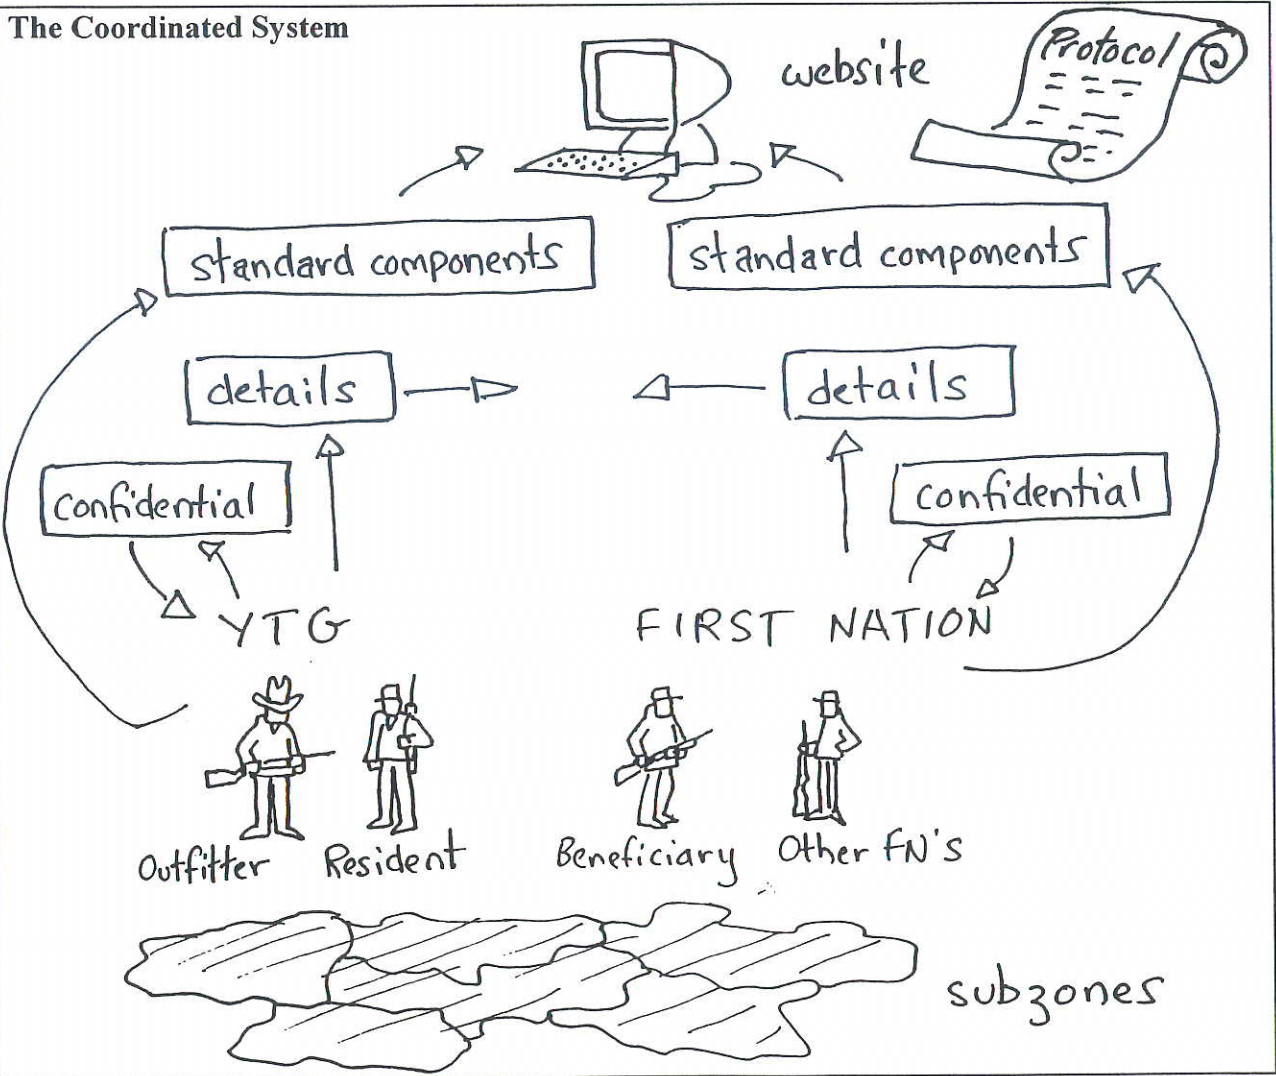 The Coordinated System
website
Protocol
standard components
standard components
details
details
confidential
confidential
YTG
FIRST NATION
Outfitter
Resident
Beneficiary
Other FN's
subzones